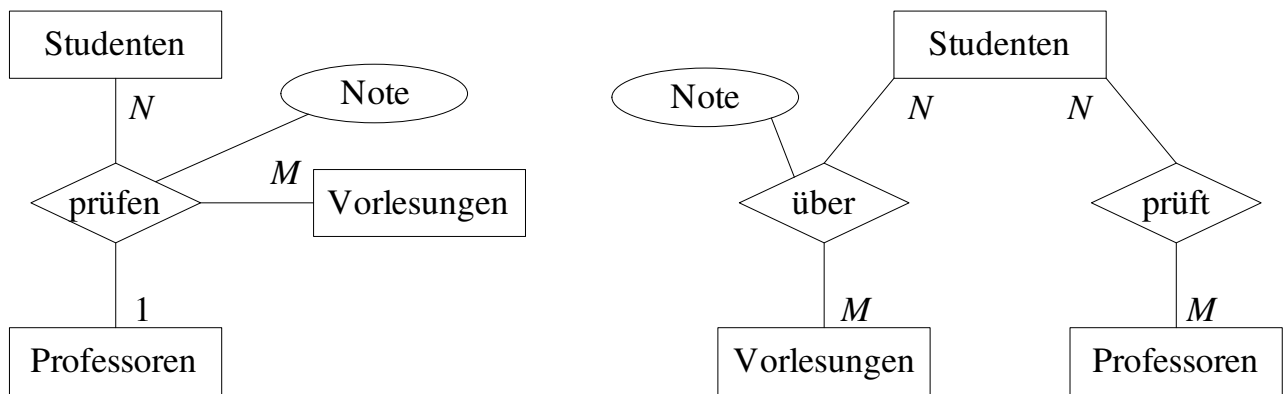 Studenten
N
Note
prüfen
M
Vorlesungen
1
Professoren
Studenten
Note
N
N
über
prüft
M
M
Vorlesungen
Professoren